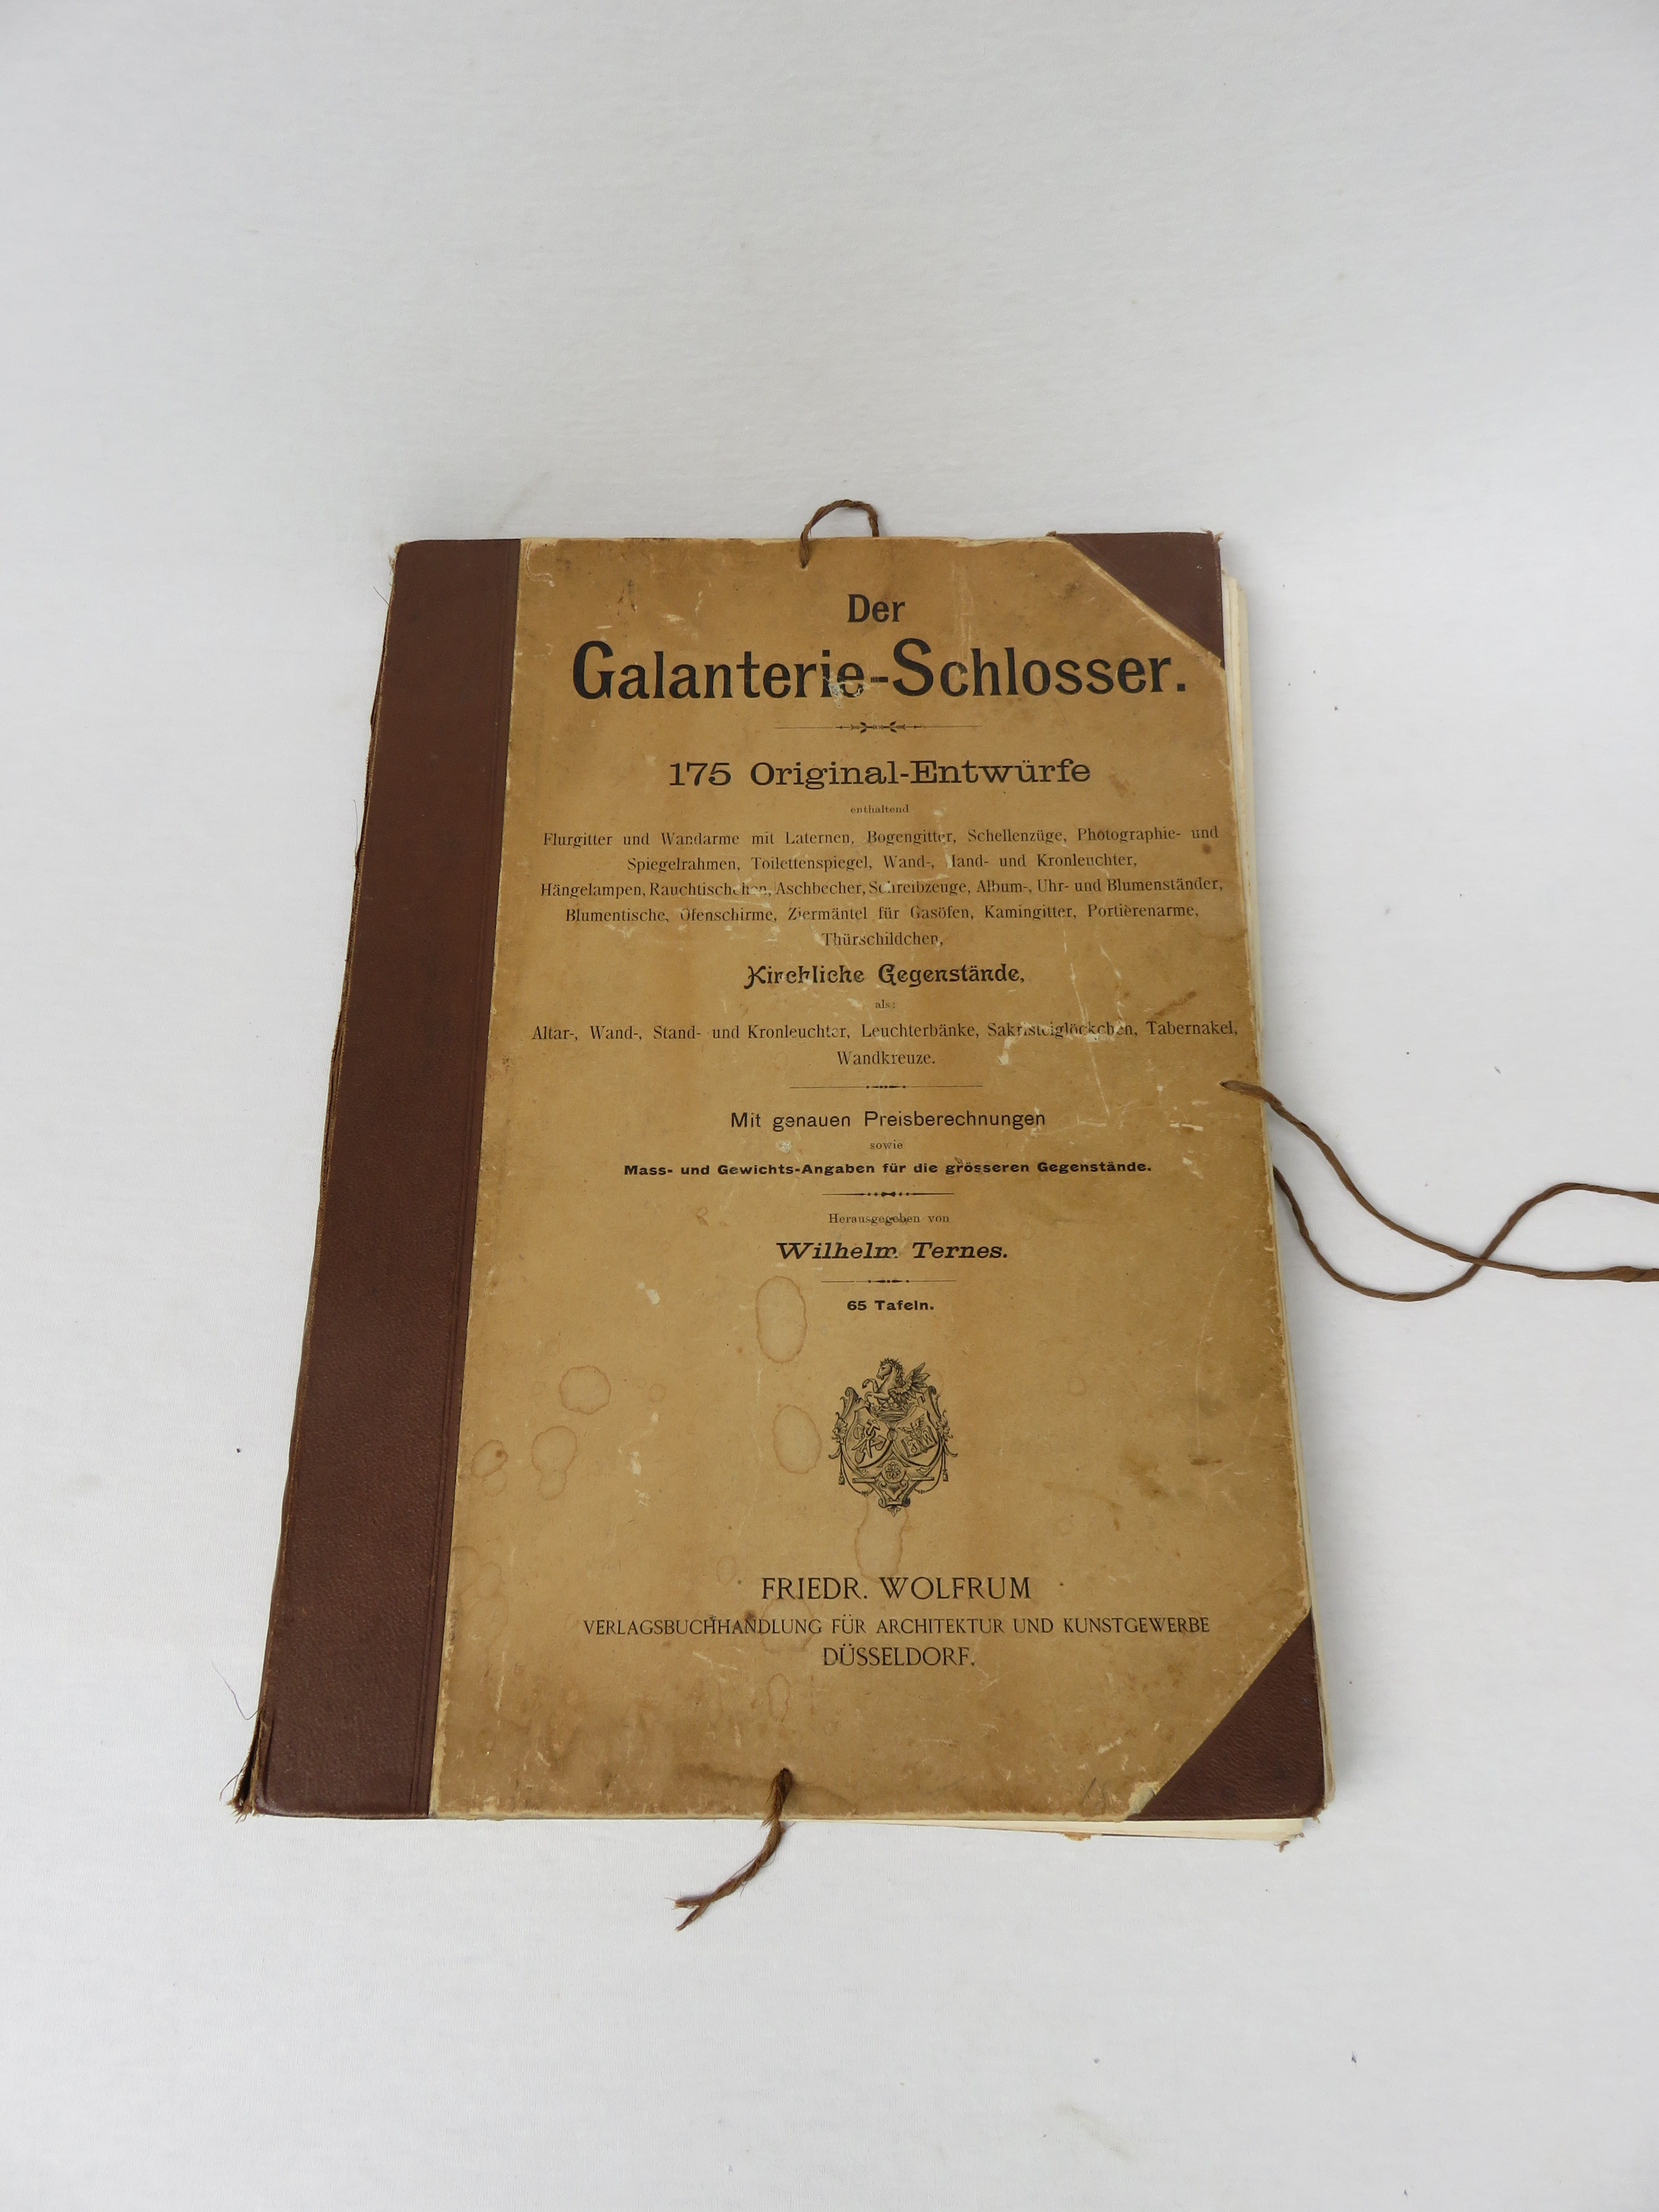 Der
Galanterie-Schlosser.
175 Original-Entwürfe
enthaltend
Flurgitter und Wandarme mit Laternen, Bogengitter, Schellenzüge, Photographie- und
Spiegelrahmen, Toilettenspiegel, Wand-, Hand- und Kronleuchter,
Hängelampen, Rauchtischchen, Aschbecher, Schreibzeuge, Album-, Uhr- und Blumenständer,
Blumentische, Ofenschirme, Ziermäntel für Gasöfen, Kamingitter, Portièrenarme,
Thürschildchen,
Kirchliche Gegenstände,
als:
Altar-, Wand-, Stand- und Kronleuchter, Leuchterbänke, Sakristeiglöckchen, Tabernakel,
Wandkreuze.
Mit genauen Preisberechnungen
sowie
Mass- und Gewichts-Angaben für die grösseren Gegenstände.
Herausgegeben von
Wilhelm Ternes.
65 Tafeln.
FRIEDR. WOLFRUM
VERLAGSBUCHHANDLUNG FÜR ARCHITEKTUR UND KUNSTGEWERBE
DÜSSELDORF.